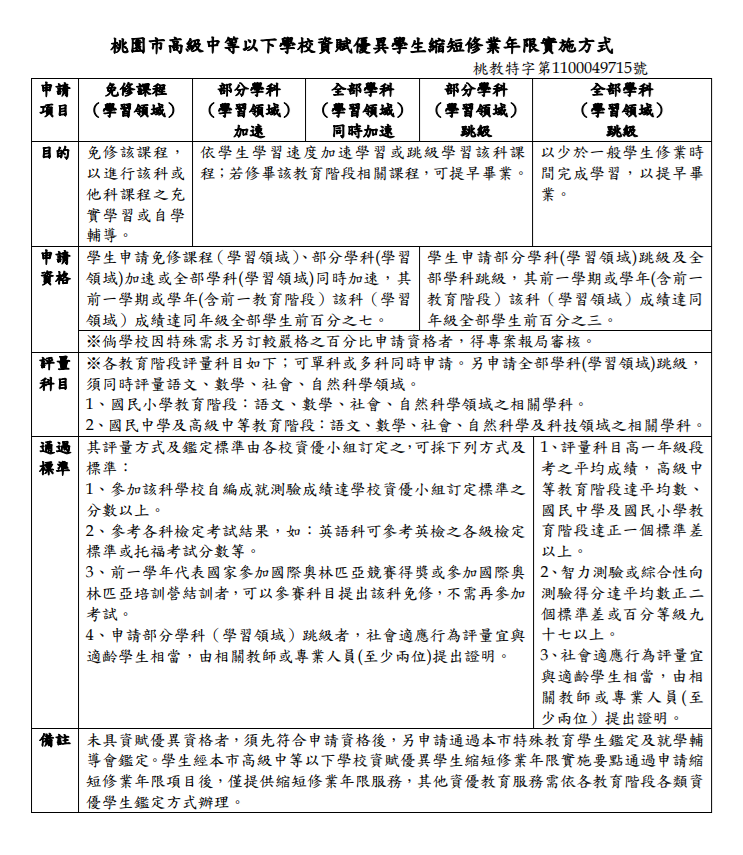 桃園市高級中等以下學校資賦優異學生縮短修業年限實施方式
桃教特字第1100049715號
申請
項目
免修課程
（學習領域）
部分學科
（學習領域）
加速
全部學科
（學習領域）
同時加速
部分學科
（學習領域）
跳級
全部學科
（學習領域）
跳級
目的
免修該課程，
以進行該科或
他科課程之充
實學習或自學
輔導。
依學生學習速度加速學習或跳級學習該科課
程；若修畢該教育階段相關課程，可提早畢業。
以少於一般學生修業時
間完成學習，以提早畢
業。
申請
資格
學生申請免修課程（學習領域）、部分學科(學習
領域)加速或全部學科(學習領域)同時加速，其
前一學期或學年(含前一教育階段）該科（學習
領域）成績達同年級全部學生前百分之七。
學生申請部分學科(學習領域)跳級及全
部學科跳級，其前一學期或學年(含前一
教育階段）該科（學習領域）成績達同
年級全部學生前百分之三。
※倘學校因特殊需求另訂較嚴格之百分比申請資格者，得專案報局審核。
評量
科目
※各教育階段評量科目如下；可單科或多科同時申請。另申請全部學科(學習領域)跳級，
須同時評量語文、數學、社會、自然科學領域。
1、國民小學教育階段：語文、數學、社會、自然科學領域之相關學科。
2、國民中學及高級中等教育階段：語文、數學、社會、自然科學及科技領域之相關學科。
通過
標準
其評量方式及鑑定標準由各校資優小組訂定之,可採下列方式及
標準：
1、參加該科學校自編成就測驗成績達學校資優小組訂定標準之
分數以上。
2、參考各科檢定考試結果，如：英語科可參考英檢之各級檢定
標準或托福考試分數等。
3、前一學年代表國家參加國際奧林匹亞競賽得獎或參加國際奧
林匹亞培訓營結訓者，可以參賽科目提出該科免修，不需再參加
考試。
4、申請部分學科（學習領域）跳級者，社會適應行為評量宜與
適齡學生相當，由相關教師或專業人員(至少兩位)提出證明。
1、評量科目高一年級段
考之平均成績，高級中
等教育階段達平均數、
國民中學及國民小學教
育階段達正一個標準差
以上。
2、智力測驗或綜合性向
測驗得分達平均數正二
個標準差或百分等級九
十七以上。
3、社會適應行為評量宜
與適齡學生相當，由相
關教師或專業人員(至
少兩位）提出證明。
備註
未具資賦優異資格者，須先符合申請資格後，另申請通過本市特殊教育學生鑑定及就學輔
導會鑑定。學生經本市高級中等以下學校資賦優異學生縮短修業年限實施要點通過申請縮
短修業年限項目後，僅提供縮短修業年限服務，其他資優教育服務需依各教育階段各類資
優學生鑑定方式辦理。